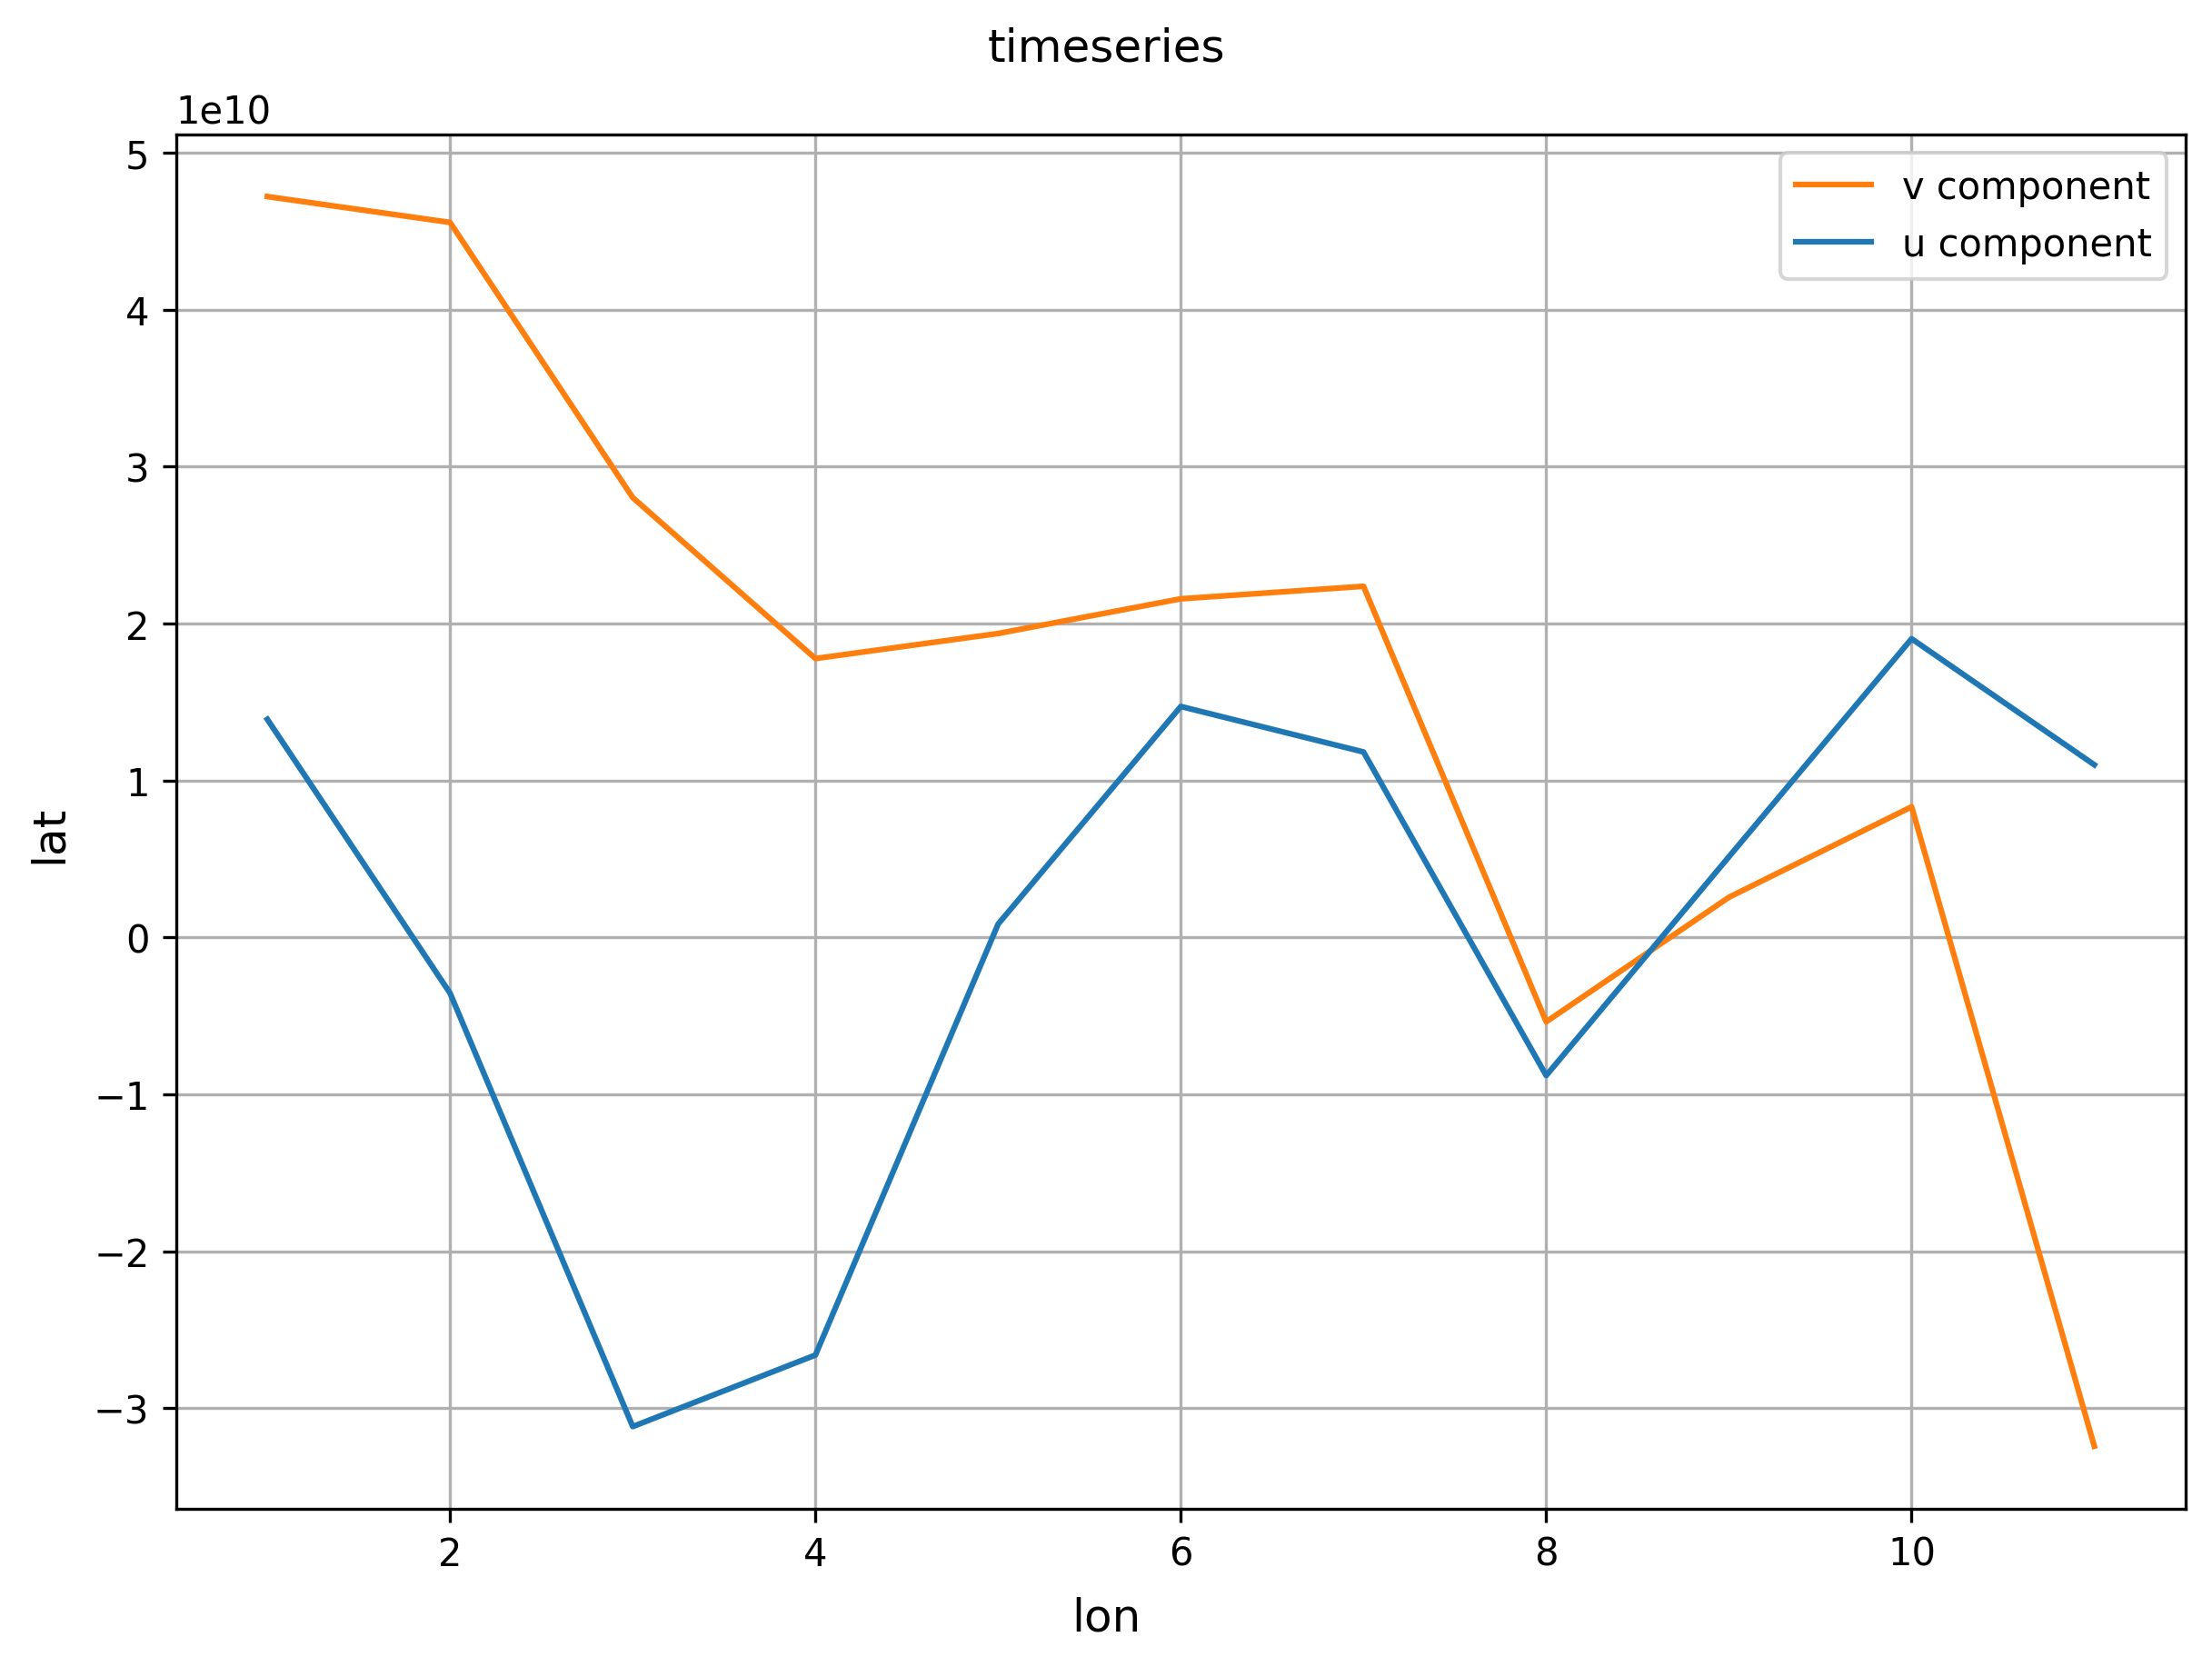 timeseries
1e10
v component
u component
5
4
3
2
1
0
−1
−2
−3
lat
2 4 6 8 10
lon